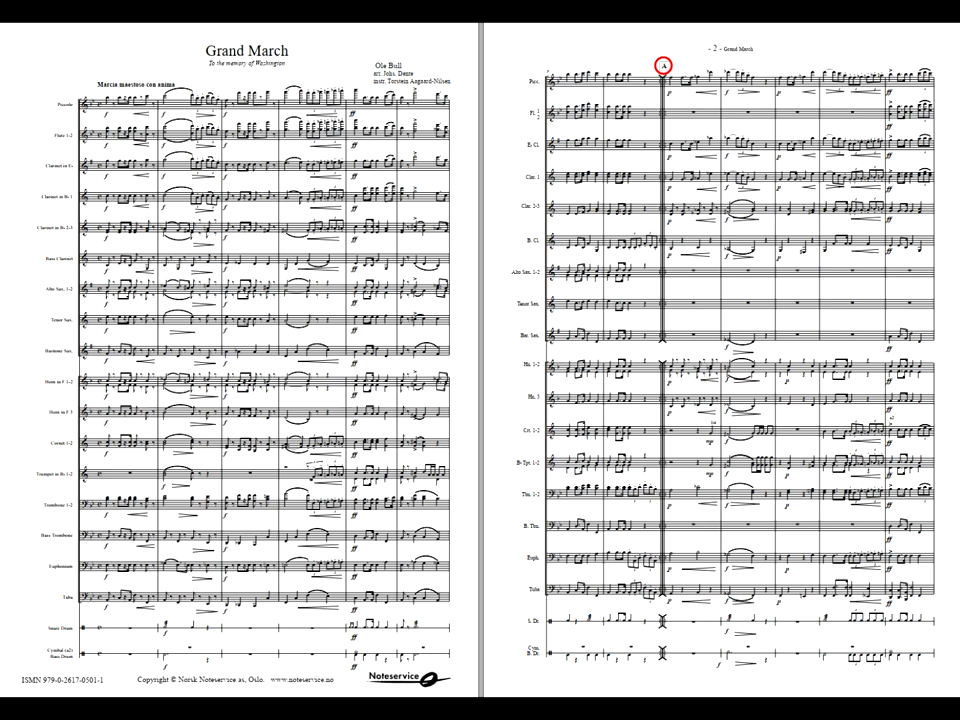 Grand March
To the memory of Washington
Ole Bull
arr. Johs. Dente
instr. Torstein Aagaard-Nilsen
Marcia maestoso con anima
Piccolo
Flute 1-2
Clarinet in E♭
Clarinet in B♭ 1
Clarinet in B♭ 2-3
Bass Clarinet
Alto Sax. 1-2
Tenor Sax.
Baritone Sax.
Horn in F 1-2
Horn in F 3
Cornet 1-2
Trumpet in B♭ 1-2
Trombone 1-2
Bass Trombone
Euphonium
Tuba
Snare Drum
Cymbal (a2)
Bass Drum
ISMN 979-0-2617-0501-1
Copyright © Norsk Noteservice as, Oslo. www.noteservice.no
Noteservice
- 2 - Grand March
A
Picc.
Fl. 1 2
E♭ Cl.
Clar. 1
Clar. 2-3
B. Cl.
Alto Sax. 1-2
Tenor Sax.
Bar. Sax.
Hn. 1-2
Hn. 3
Crt. 1-2
B♭ Tpt. 1-2
Tbn. 1-2
B. Tbn.
Euph.
Tuba
S. Dr.
Cym.
B. Dr.